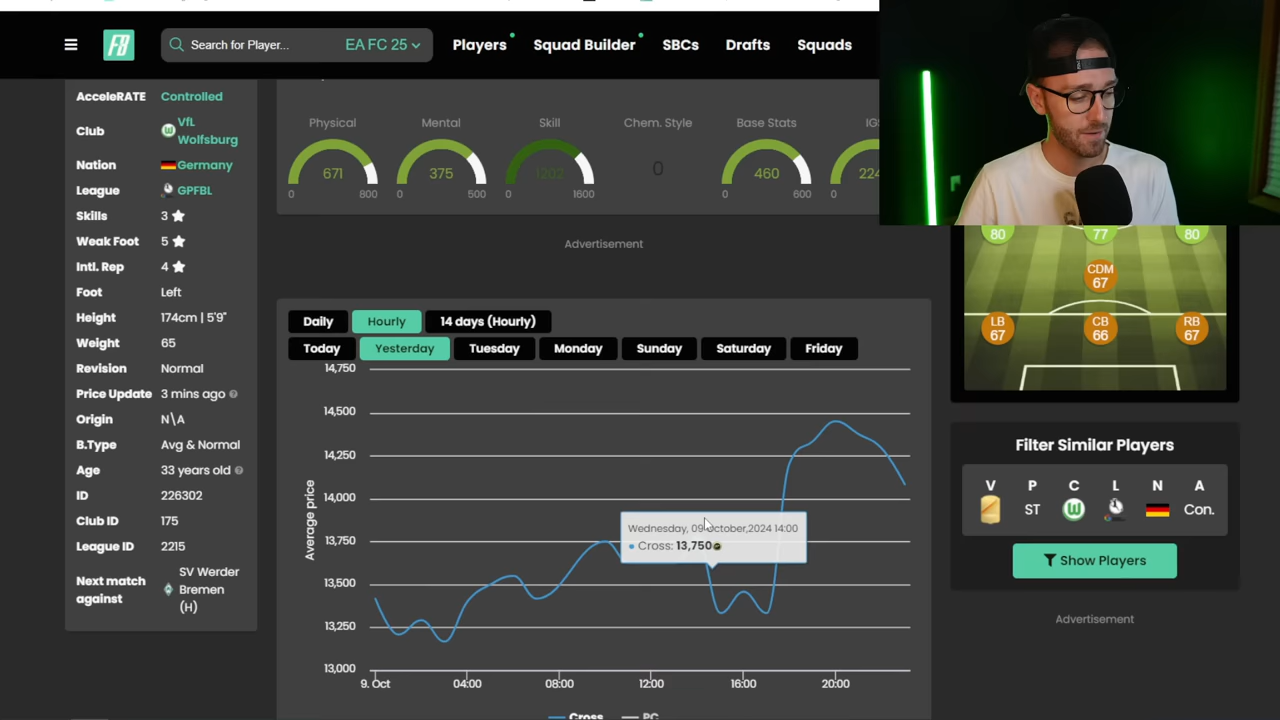 FB
Search for Player...
EA FC 25
Players
Squad Builder
SBCs
Drafts
Squads
AcceleRATE Controlled
Club VfL Wolfsburg
Nation Germany
League GPFBL
Skills 3
Weak Foot 5
Intl. Rep 4
Foot Left
Height 174cm | 5'9"
Weight 65
Revision Normal
Price Update 3 mins ago
Origin N\A
B.Type Avg & Normal
Age 33 years old
ID 226302
Club ID 175
League ID 2215
Next match against SV Werder Bremen (H)
Physical
671
0 800
Mental
375
0 500
Skill
1202
0 1600
Chem. Style
0
Base Stats
460
0 600
224
0
Advertisement
Daily
Hourly
14 days (Hourly)
Today
Yesterday
Tuesday
Monday
Sunday
Saturday
Friday
Average price
14,750
14,500
14,250
14,000
13,750
13,500
13,250
13,000
Wednesday, 09 October, 2024 14:00
Cross: 13,750
9. Oct
04:00
08:00
12:00
16:00
20:00
Cross
PC
80
77
80
CDM
67
LB
67
CB
66
RB
67
Filter Similar Players
V P C L N A
ST
Con.
Show Players
Advertisement